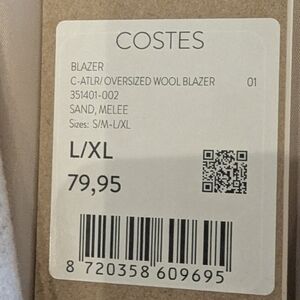 COSTES
BLAZER
C-ATLR/ OVERSIZED WOOL BLAZER 01
351401-002
SAND, MELEE
Sizes: S/M-L/XL
L/XL
79,95
8 720358 609695